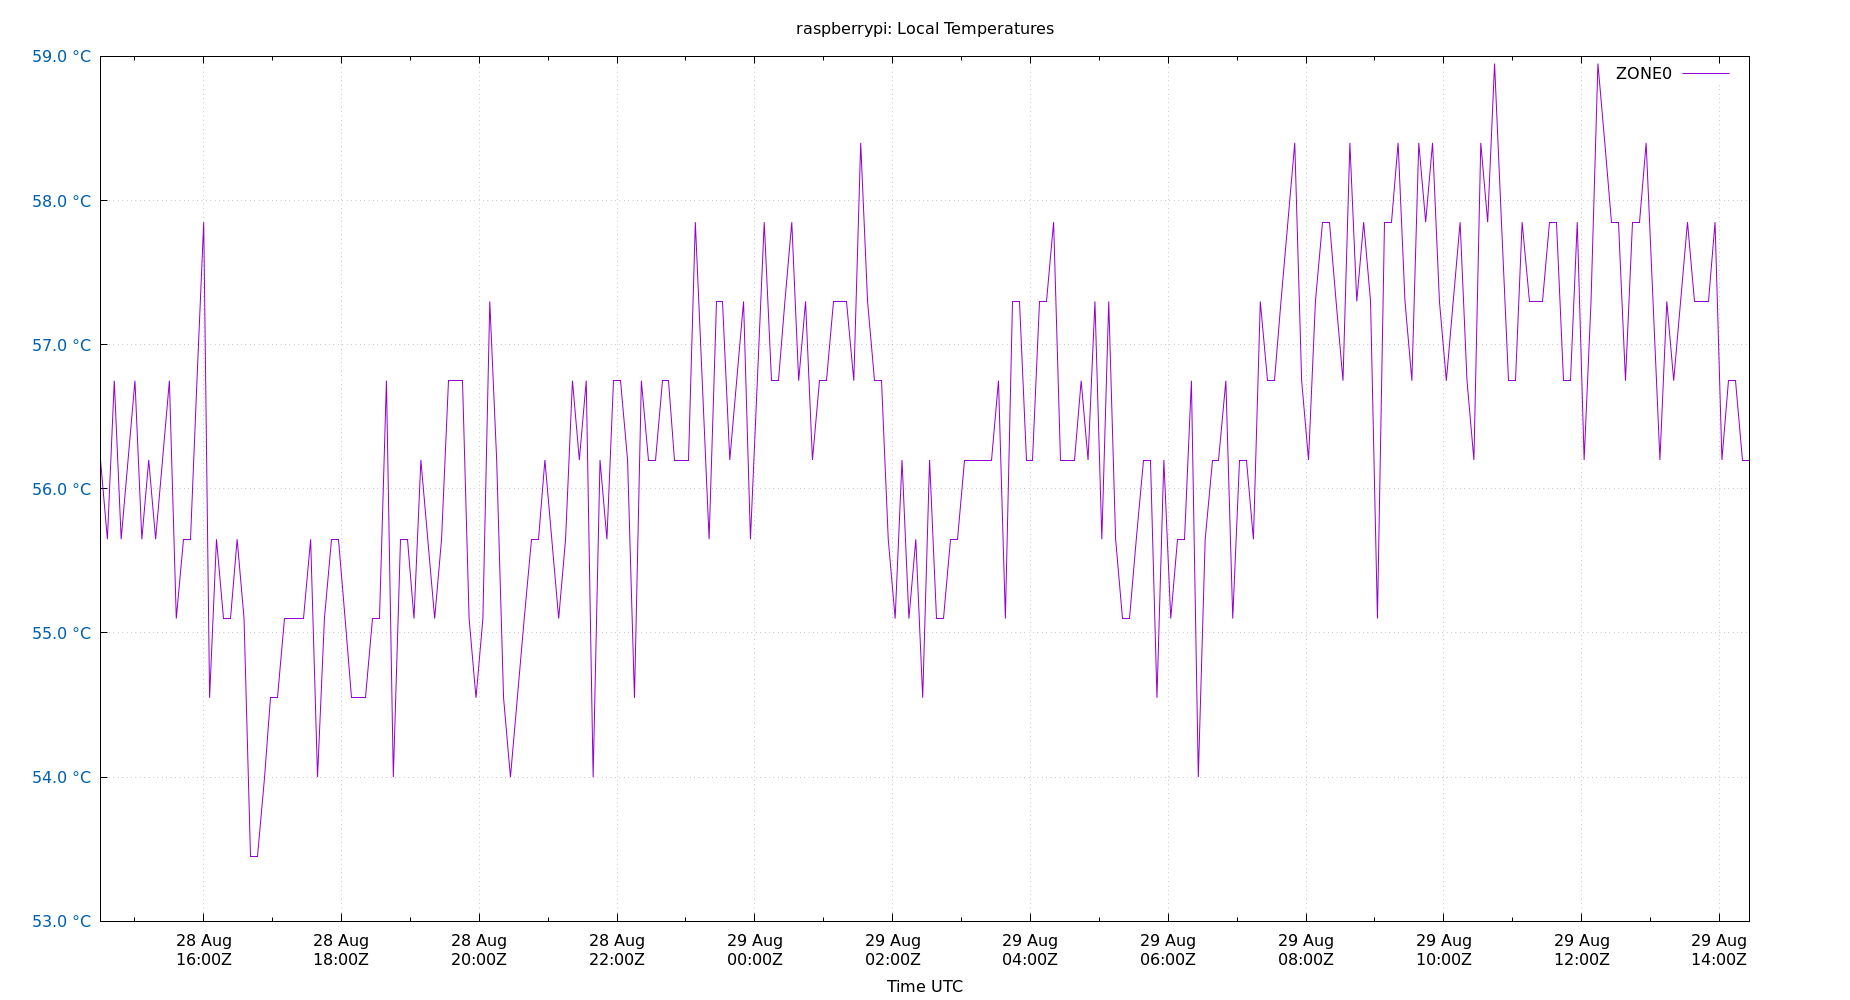 raspberrypi: Local Temperatures
59.0 °C
ZONE0
58.0 °C
57.0 °C
56.0 °C
55.0 °C
54.0 °C
53.0 °C
28 Aug 28 Aug 28 Aug 28 Aug 29 Aug 29 Aug 29 Aug 29 Aug 29 Aug 29 Aug 29 Aug 29 Aug
16:00Z 18:00Z 20:00Z 22:00Z 00:00Z 02:00Z 04:00Z 06:00Z 08:00Z 10:00Z 12:00Z 14:00Z
Time UTC